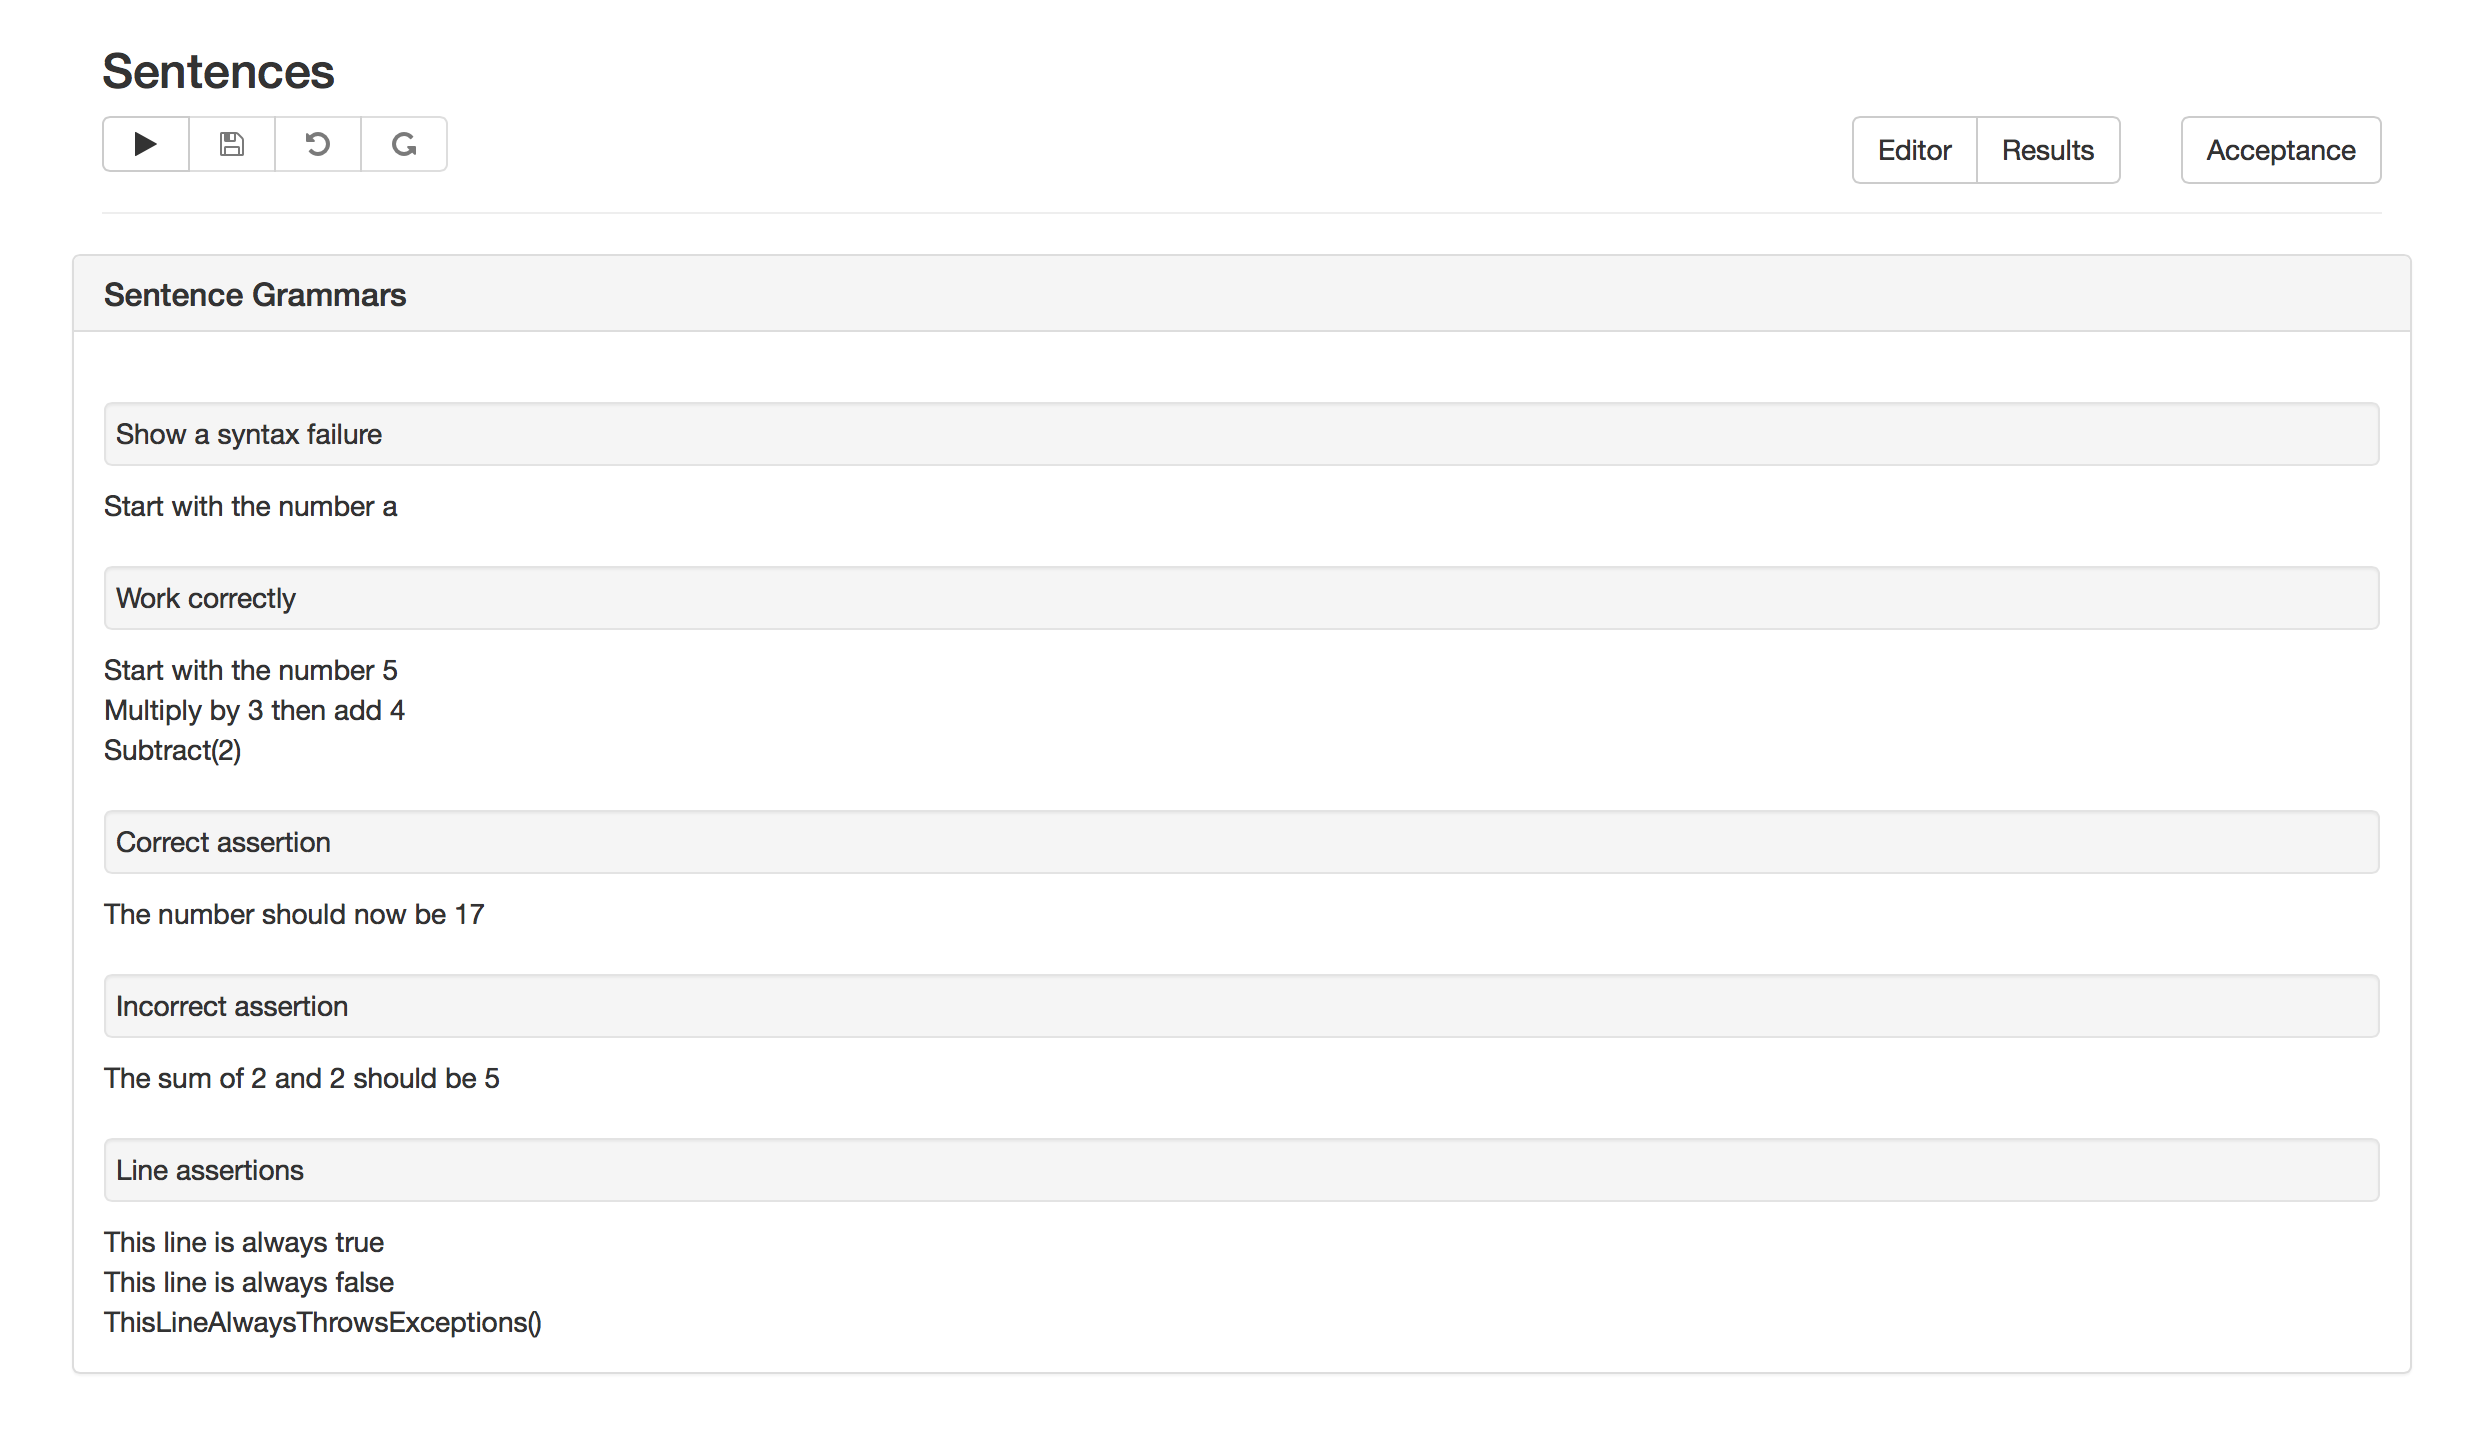 Sentences
Editor
Results
Acceptance
Sentence Grammars
Show a syntax failure
Start with the number a
Work correctly
Start with the number 5
Multiply by 3 then add 4
Subtract(2)
Correct assertion
The number should now be 17
Incorrect assertion
The sum of 2 and 2 should be 5
Line assertions
This line is always true
This line is always false
ThisLineAlwaysThrowsExceptions()